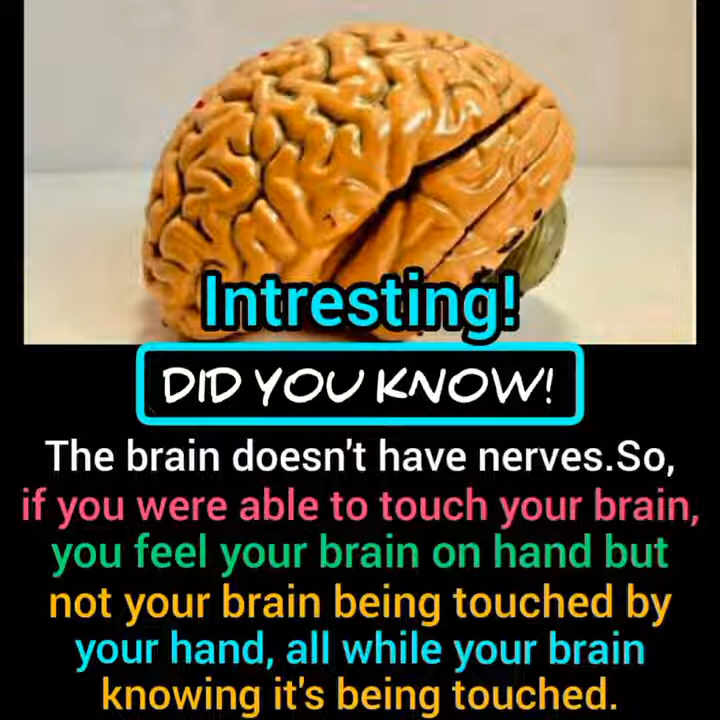 Intresting!
DID YOU KNOW!
The brain doesn't have nerves.So,
if you were able to touch your brain,
you feel your brain on hand but
not your brain being touched by
your hand, all while your brain
knowing it's being touched.